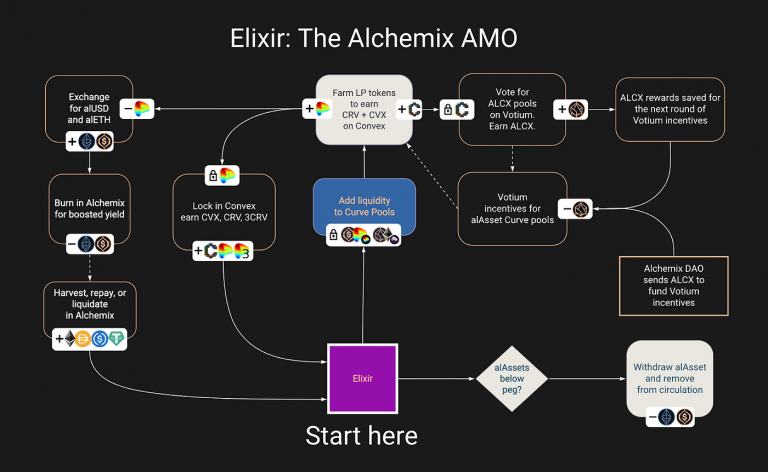 Elixir: The Alchemix AMO
Exchange
for alUSD
and alETH
Farm LP tokens
to earn
CRV + CVX
on Convex
Vote for
ALCX pools
on Votium.
Earn ALCX.
ALCX rewards saved for
the next round of
Votium incentives
Burn in Alchemix
for boosted yield
Lock in Convex
earn CVX, CRV, 3CRV
3
Add liquidity
to Curve Pools
Votium
incentives for
alAsset Curve pools
Alchemix DAO
sends ALCX to
fund Votium
incentives
Harvest, repay, or
liquidate
in Alchemix
Elixir
alAssets
below
peg?
Withdraw alAsset
and remove
from circulation
Start here